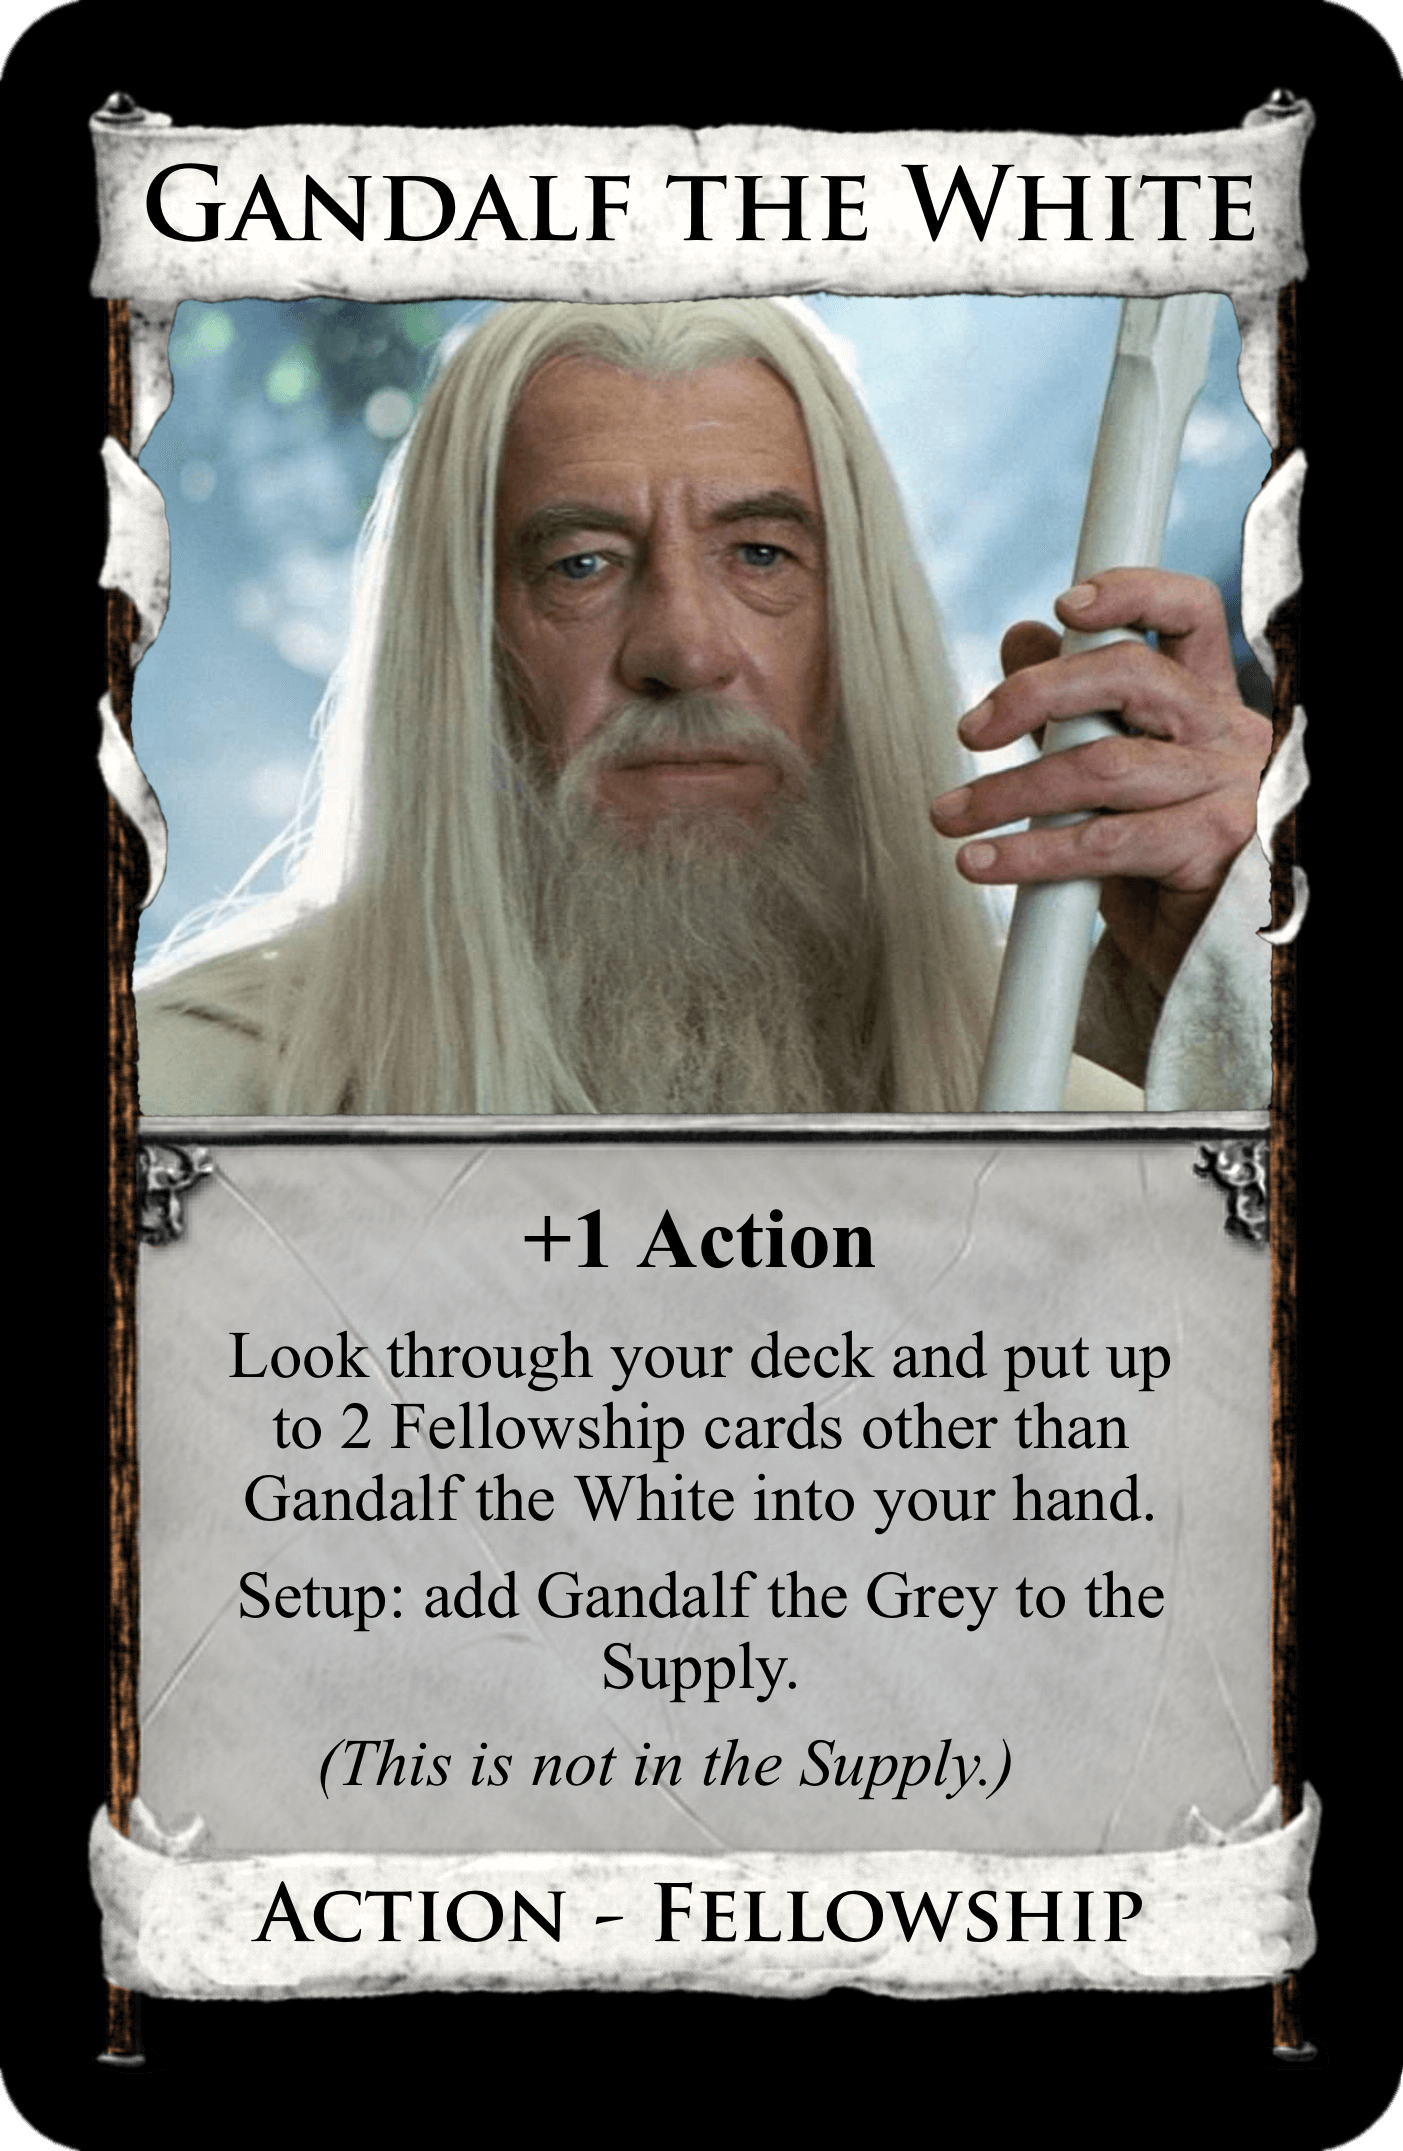 Gandalf the White
+1 Action
Look through your deck and put up
to 2 Fellowship cards other than
Gandalf the White into your hand.
Setup: add Gandalf the Grey to the
Supply.
(This is not in the Supply.)
Action - Fellowship